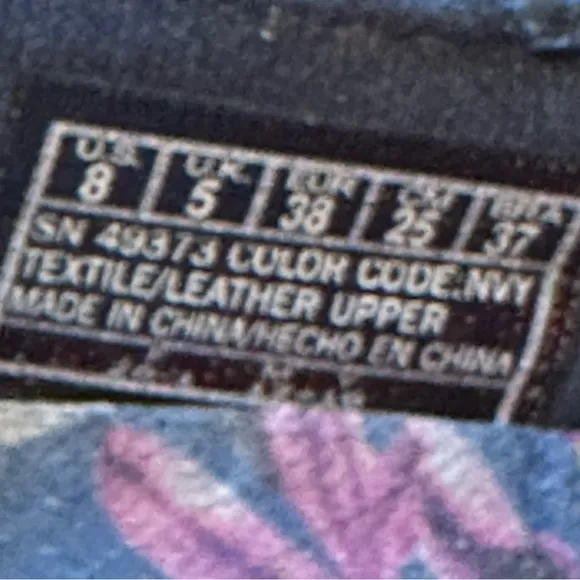 U.S. U.K. EUR CM BRA
8 5 38 25 37
SN 49373 COLOR CODE:NVY
TEXTILE/LEATHER UPPER
MADE IN CHINA/HECHO EN CHINA